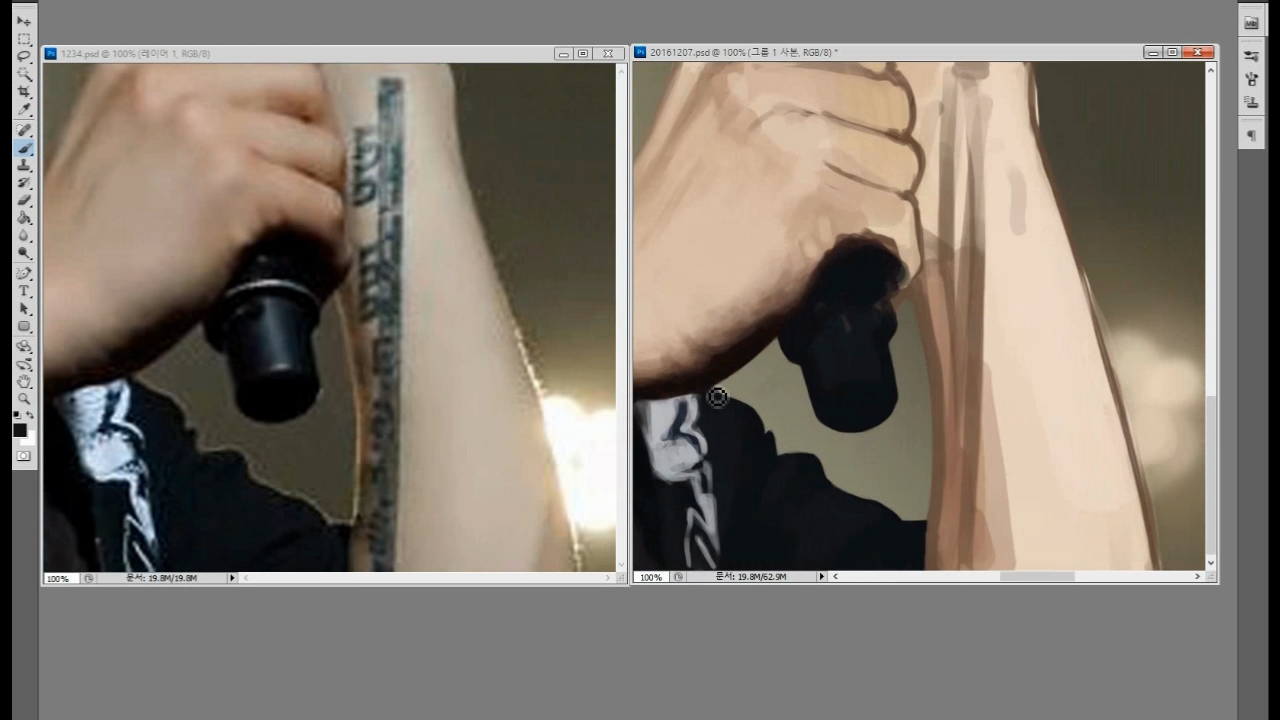 1234.psd @ 100% (레이어 1, RGB/8)
20161207.psd @ 100% (그룹 1 사본, RGB/8) *
100%
문서: 19.8M/19.8M
100%
문서: 19.8M/62.9M